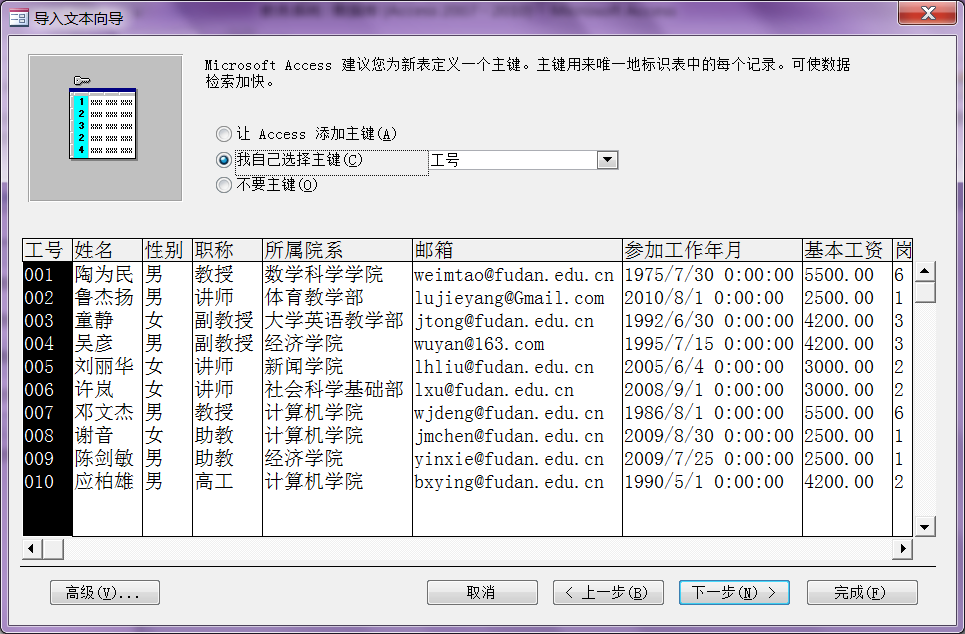 导入文本向导
Microsoft Access 建议您为新表定义一个主键。主键用来唯一地标识表中的每个记录。可使数据
检索加快。
让 Access 添加主键(A)
我自己选择主键(C) 工号
不要主键(O)
工号 姓名 性别 职称 所属院系 邮箱 参加工作年月 基本工资 岗
001 陶为民 男 教授 数学科学学院 weimtao@fudan.edu.cn 1975/7/30 0:00:00 5500.00 6
002 鲁杰扬 男 讲师 体育教学部 lujieyang@Gmail.com 2010/8/1 0:00:00 2500.00 1
003 童静 女 副教授 大学英语教学部 jtong@fudan.edu.cn 1992/6/30 0:00:00 4200.00 3
004 吴彦 男 副教授 经济学院 wuyan@163.com 1995/7/15 0:00:00 4200.00 3
005 刘丽华 女 讲师 新闻学院 lhliu@fudan.edu.cn 2005/6/4 0:00:00 3000.00 2
006 许岚 女 讲师 社会科学基础部 lxu@fudan.edu.cn 2008/9/1 0:00:00 3000.00 2
007 邓文杰 男 教授 计算机学院 wjdeng@fudan.edu.cn 1986/8/1 0:00:00 5500.00 6
008 谢音 女 助教 计算机学院 jmchen@fudan.edu.cn 2009/8/30 0:00:00 2500.00 1
009 陈剑敏 男 助教 经济学院 yinxie@fudan.edu.cn 2009/7/25 0:00:00 2500.00 1
010 应柏雄 男 高工 计算机学院 bxying@fudan.edu.cn 1990/5/1 0:00:00 4200.00 2
高级(V)... 取消 < 上一步(B) 下一步(N) > 完成(F)